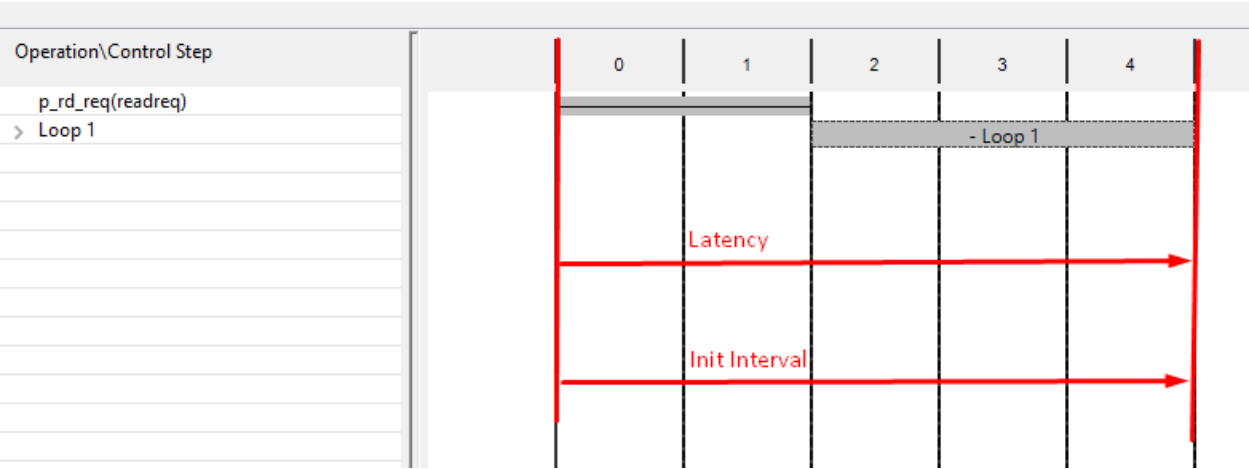 Operation\Control Step
0 1 2 3 4
p_rd_req(readreq)
> Loop 1
- Loop 1
Latency
Init Interval